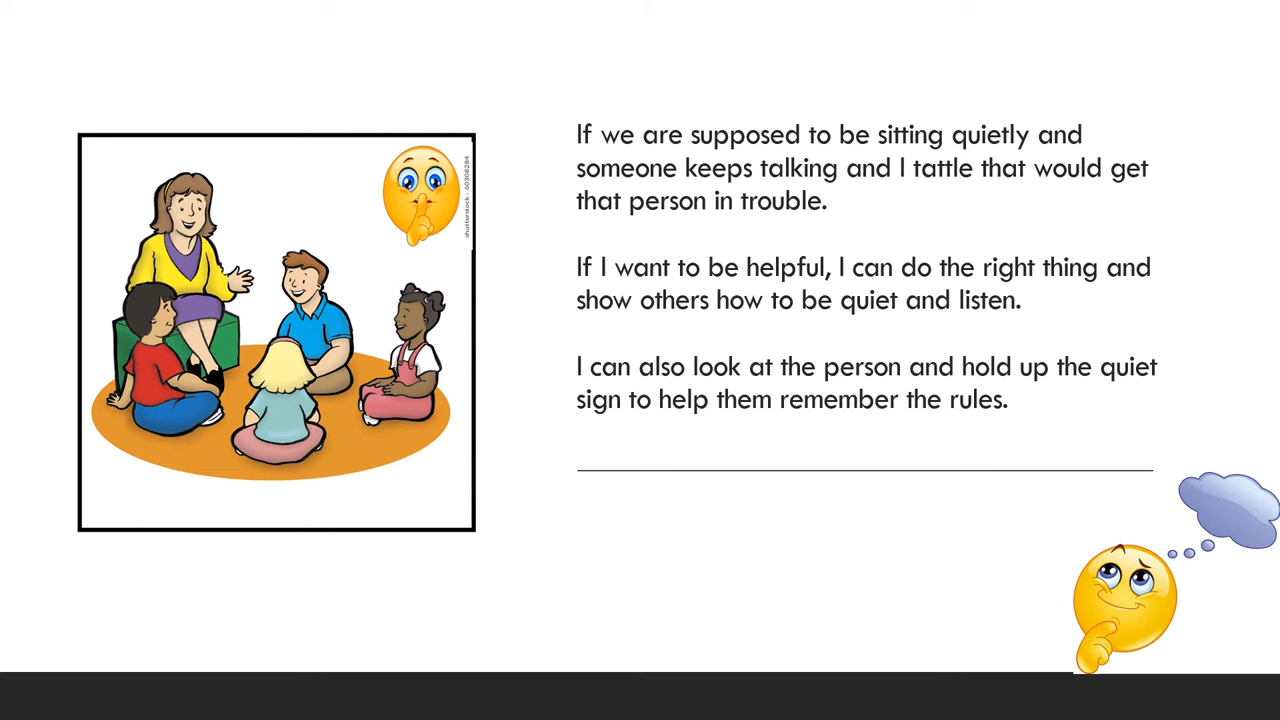 If we are supposed to be sitting quietly and
someone keeps talking and I tattle that would get
that person in trouble.
If I want to be helpful, I can do the right thing and
show others how to be quiet and listen.
I can also look at the person and hold up the quiet
sign to help them remember the rules.
shutterstock · 60308284